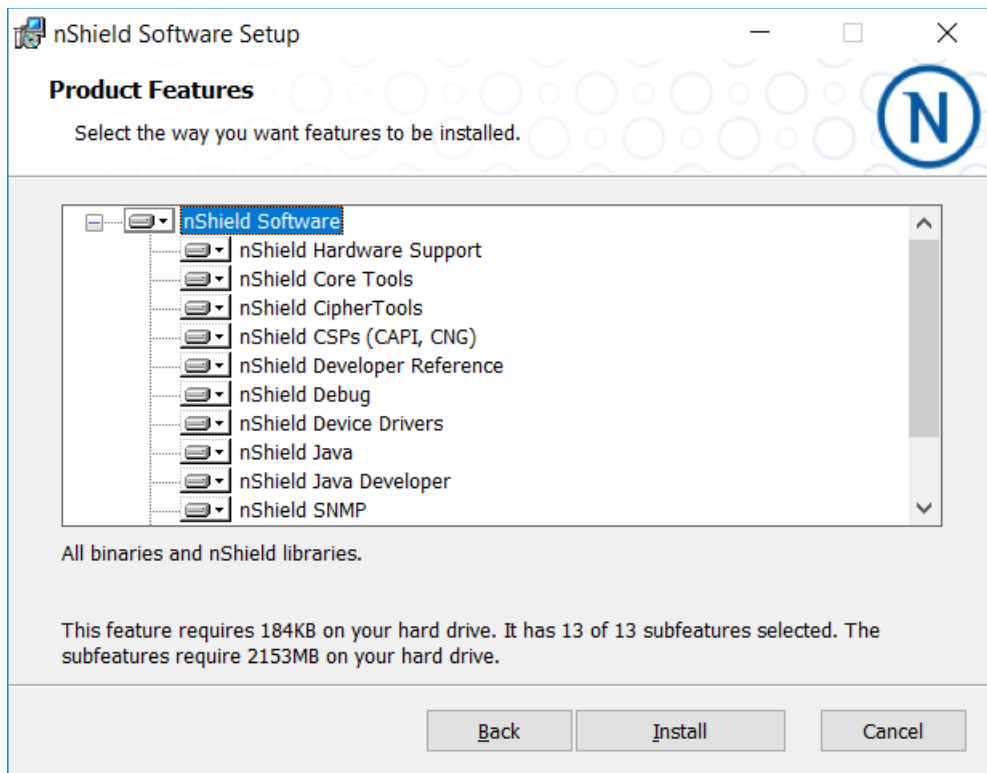 nShield Software Setup
Product Features
Select the way you want features to be installed.
N
nShield Software
nShield Hardware Support
nShield Core Tools
nShield CipherTools
nShield CSPs (CAPI, CNG)
nShield Developer Reference
nShield Debug
nShield Device Drivers
nShield Java
nShield Java Developer
nShield SNMP
All binaries and nShield libraries.
This feature requires 184KB on your hard drive. It has 13 of 13 subfeatures selected. The
subfeatures require 2153MB on your hard drive.
Back
Install
Cancel